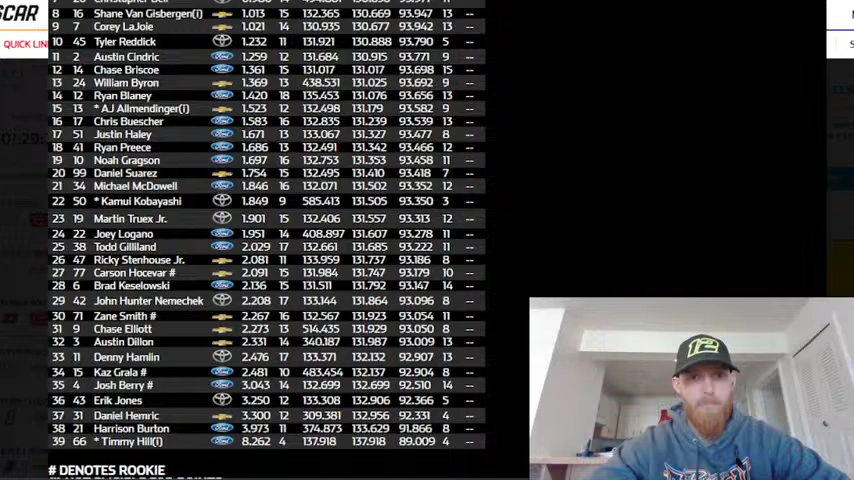 SCAR
QUICK LIN
8 16 Shane Van Gisbergen(i) 1.013 15 132.365 130.669 93.947 13 --
9 7 Corey LaJoie 1.021 14 130.935 130.677 93.942 13 --
10 45 Tyler Reddick 1.232 11 131.921 130.888 93.790 5 --
11 2 Austin Cindric 1.259 12 131.684 130.915 93.771 9 --
12 14 Chase Briscoe 1.361 15 131.017 131.017 93.698 15 --
13 24 William Byron 1.369 13 438.531 131.025 93.692 9 --
14 12 Ryan Blaney 1.420 18 135.453 131.076 93.656 13 --
15 13 * AJ Allmendinger(i) 1.523 12 132.498 131.179 93.582 9 --
16 17 Chris Buescher 1.583 16 132.835 131.239 93.539 13 --
17 51 Justin Haley 1.671 13 133.067 131.327 93.477 8 --
18 41 Ryan Preece 1.686 13 132.491 131.342 93.466 12 --
19 10 Noah Gragson 1.697 16 132.753 131.353 93.458 11 --
20 99 Daniel Suarez 1.754 15 132.495 131.410 93.418 7 --
21 34 Michael McDowell 1.846 16 132.071 131.502 93.352 12 --
22 50 * Kamui Kobayashi 1.849 9 585.413 131.505 93.350 3 --
23 19 Martin Truex Jr. 1.901 15 132.406 131.557 93.313 12 --
24 22 Joey Logano 1.951 14 408.897 131.607 93.278 11 --
25 38 Todd Gilliland 2.029 17 132.661 131.685 93.222 11 --
26 47 Ricky Stenhouse Jr. 2.081 11 133.959 131.737 93.186 8 --
27 77 Carson Hocevar # 2.091 15 131.984 131.747 93.179 10 --
28 6 Brad Keselowski 2.136 15 131.511 131.792 93.147 14 --
29 42 John Hunter Nemechek 2.208 17 133.144 131.864 93.096 8 --
30 71 Zane Smith # 2.267 16 132.567 131.923 93.054 11 --
31 9 Chase Elliott 2.273 13 514.435 131.929 93.050 8 --
32 3 Austin Dillon 2.331 14 340.187 131.987 93.009 13 --
33 11 Denny Hamlin 2.476 17 133.371 132.132 92.907 13 --
34 15 Kaz Grala # 2.481 10 483.454 132.137 92.904 8 --
35 4 Josh Berry # 3.043 14 132.699 132.699 92.510 14 --
36 43 Erik Jones 3.250 12 133.308 132.906 92.366 5 --
37 31 Daniel Hemric 3.300 12 309.381 132.956 92.331 4 --
38 21 Harrison Burton 3.973 11 374.873 133.629 91.866 8 --
39 66 * Timmy Hill(i) 8.262 4 137.918 137.918 89.009 4 --
# DENOTES ROOKIE
12